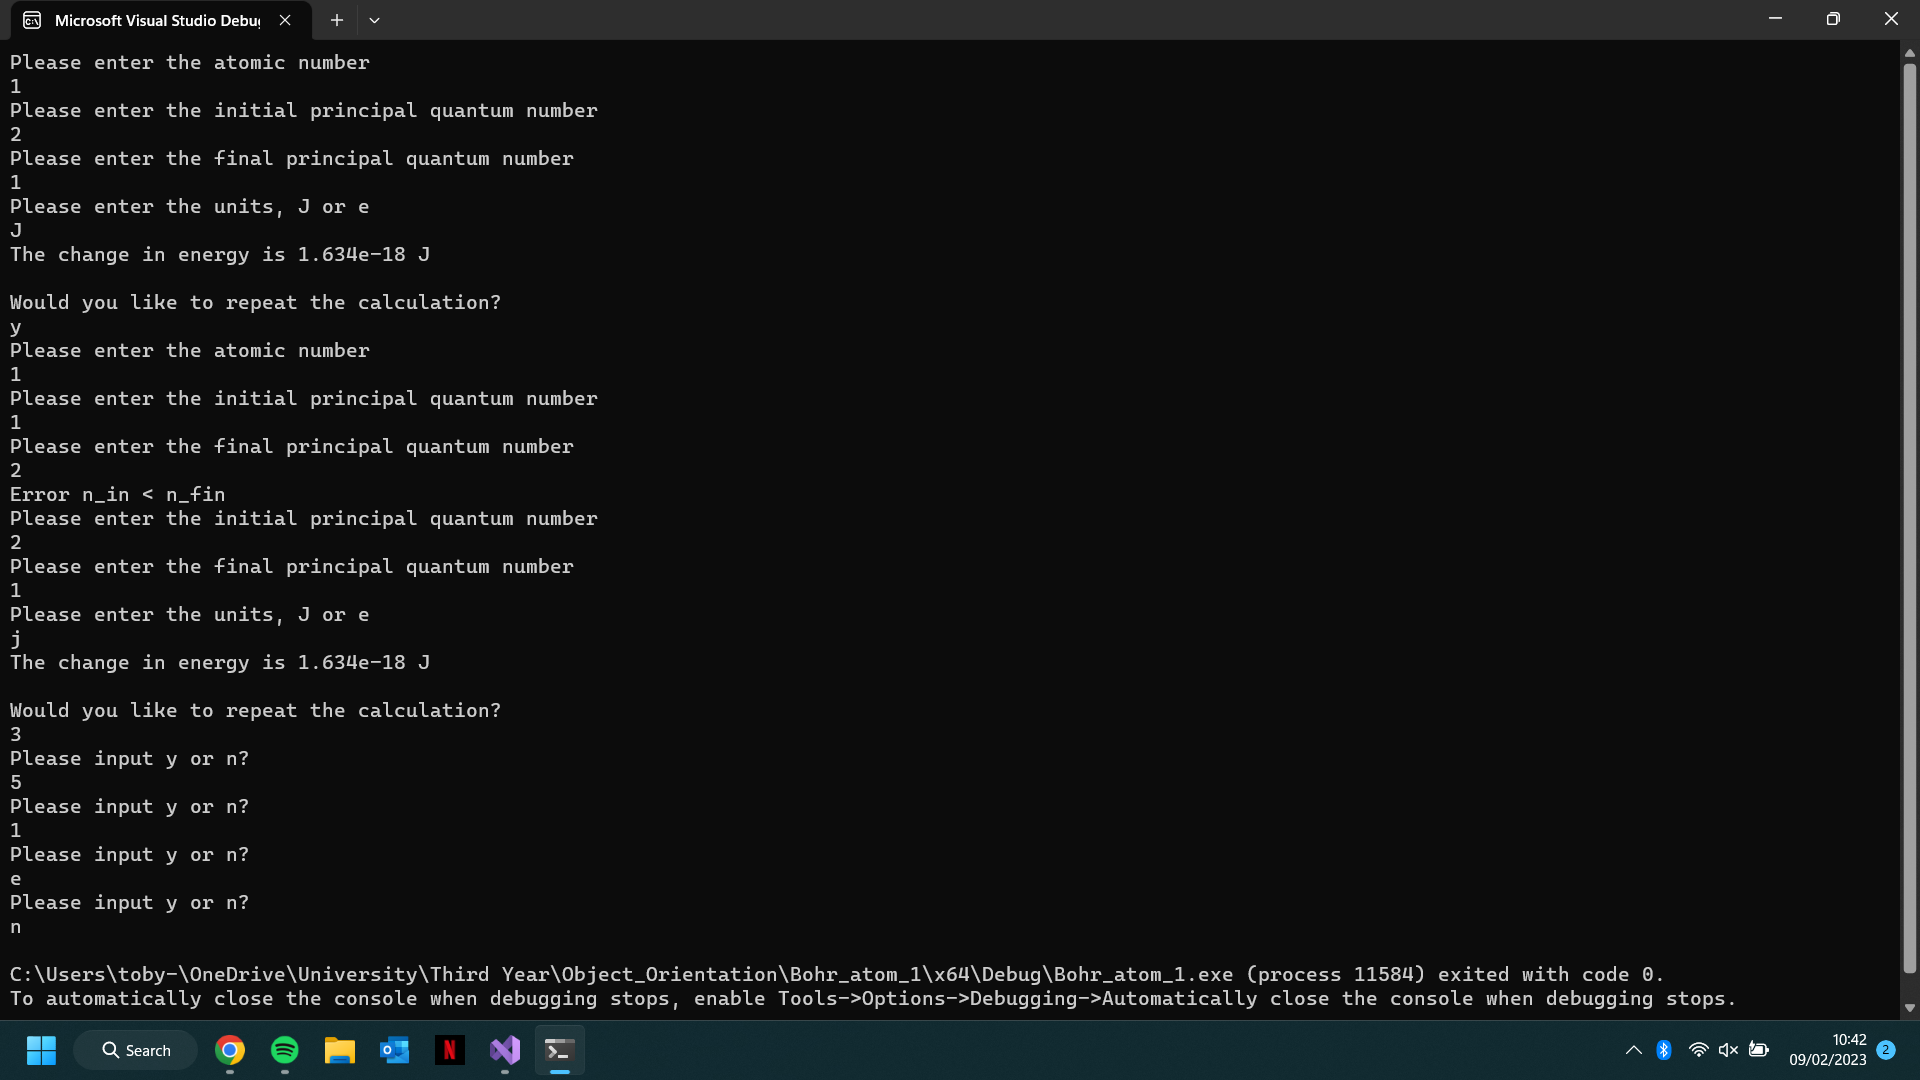 Microsoft Visual Studio Debu
Please enter the atomic number
1
Please enter the initial principal quantum number
2
Please enter the final principal quantum number
1
Please enter the units, J or e
J
The change in energy is 1.634e-18 J
Would you like to repeat the calculation?
y
Please enter the atomic number
1
Please enter the initial principal quantum number
1
Please enter the final principal quantum number
2
Error n_in < n_fin
Please enter the initial principal quantum number
2
Please enter the final principal quantum number
1
Please enter the units, J or e
j
The change in energy is 1.634e-18 J
Would you like to repeat the calculation?
3
Please input y or n?
5
Please input y or n?
1
Please input y or n?
e
Please input y or n?
n
C:\Users\toby-\OneDrive\University\Third Year\Object_Orientation\Bohr_atom_1\x64\Debug\Bohr_atom_1.exe (process 11584) exited with code 0.
To automatically close the console when debugging stops, enable Tools->Options->Debugging->Automatically close the console when debugging stops.
Search
10:42
09/02/2023
2